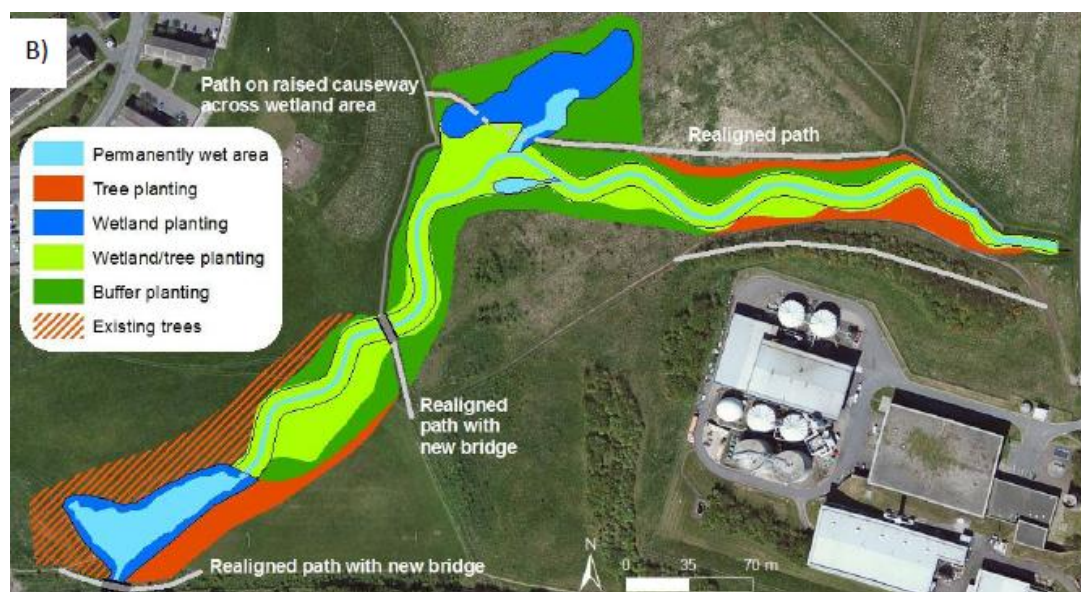 B)
Path on raised causeway
across wetland area
Realigned path
Permanently wet area
Tree planting
Wetland planting
Wetland/tree planting
Buffer planting
Existing trees
Realigned
path with
new bridge
Realigned path with new bridge
N
0 35 70 m